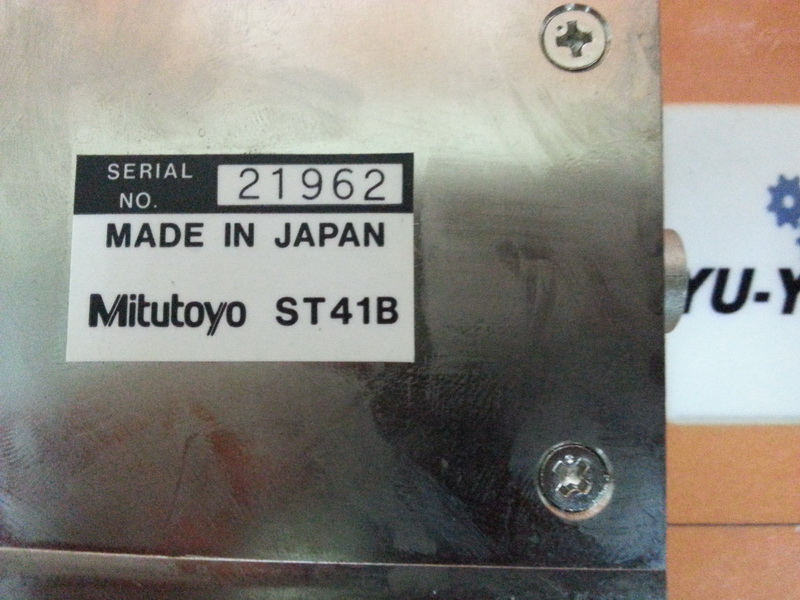 SERIAL
NO. 21962
MADE IN JAPAN
Mitutoyo ST41B
YU-Y